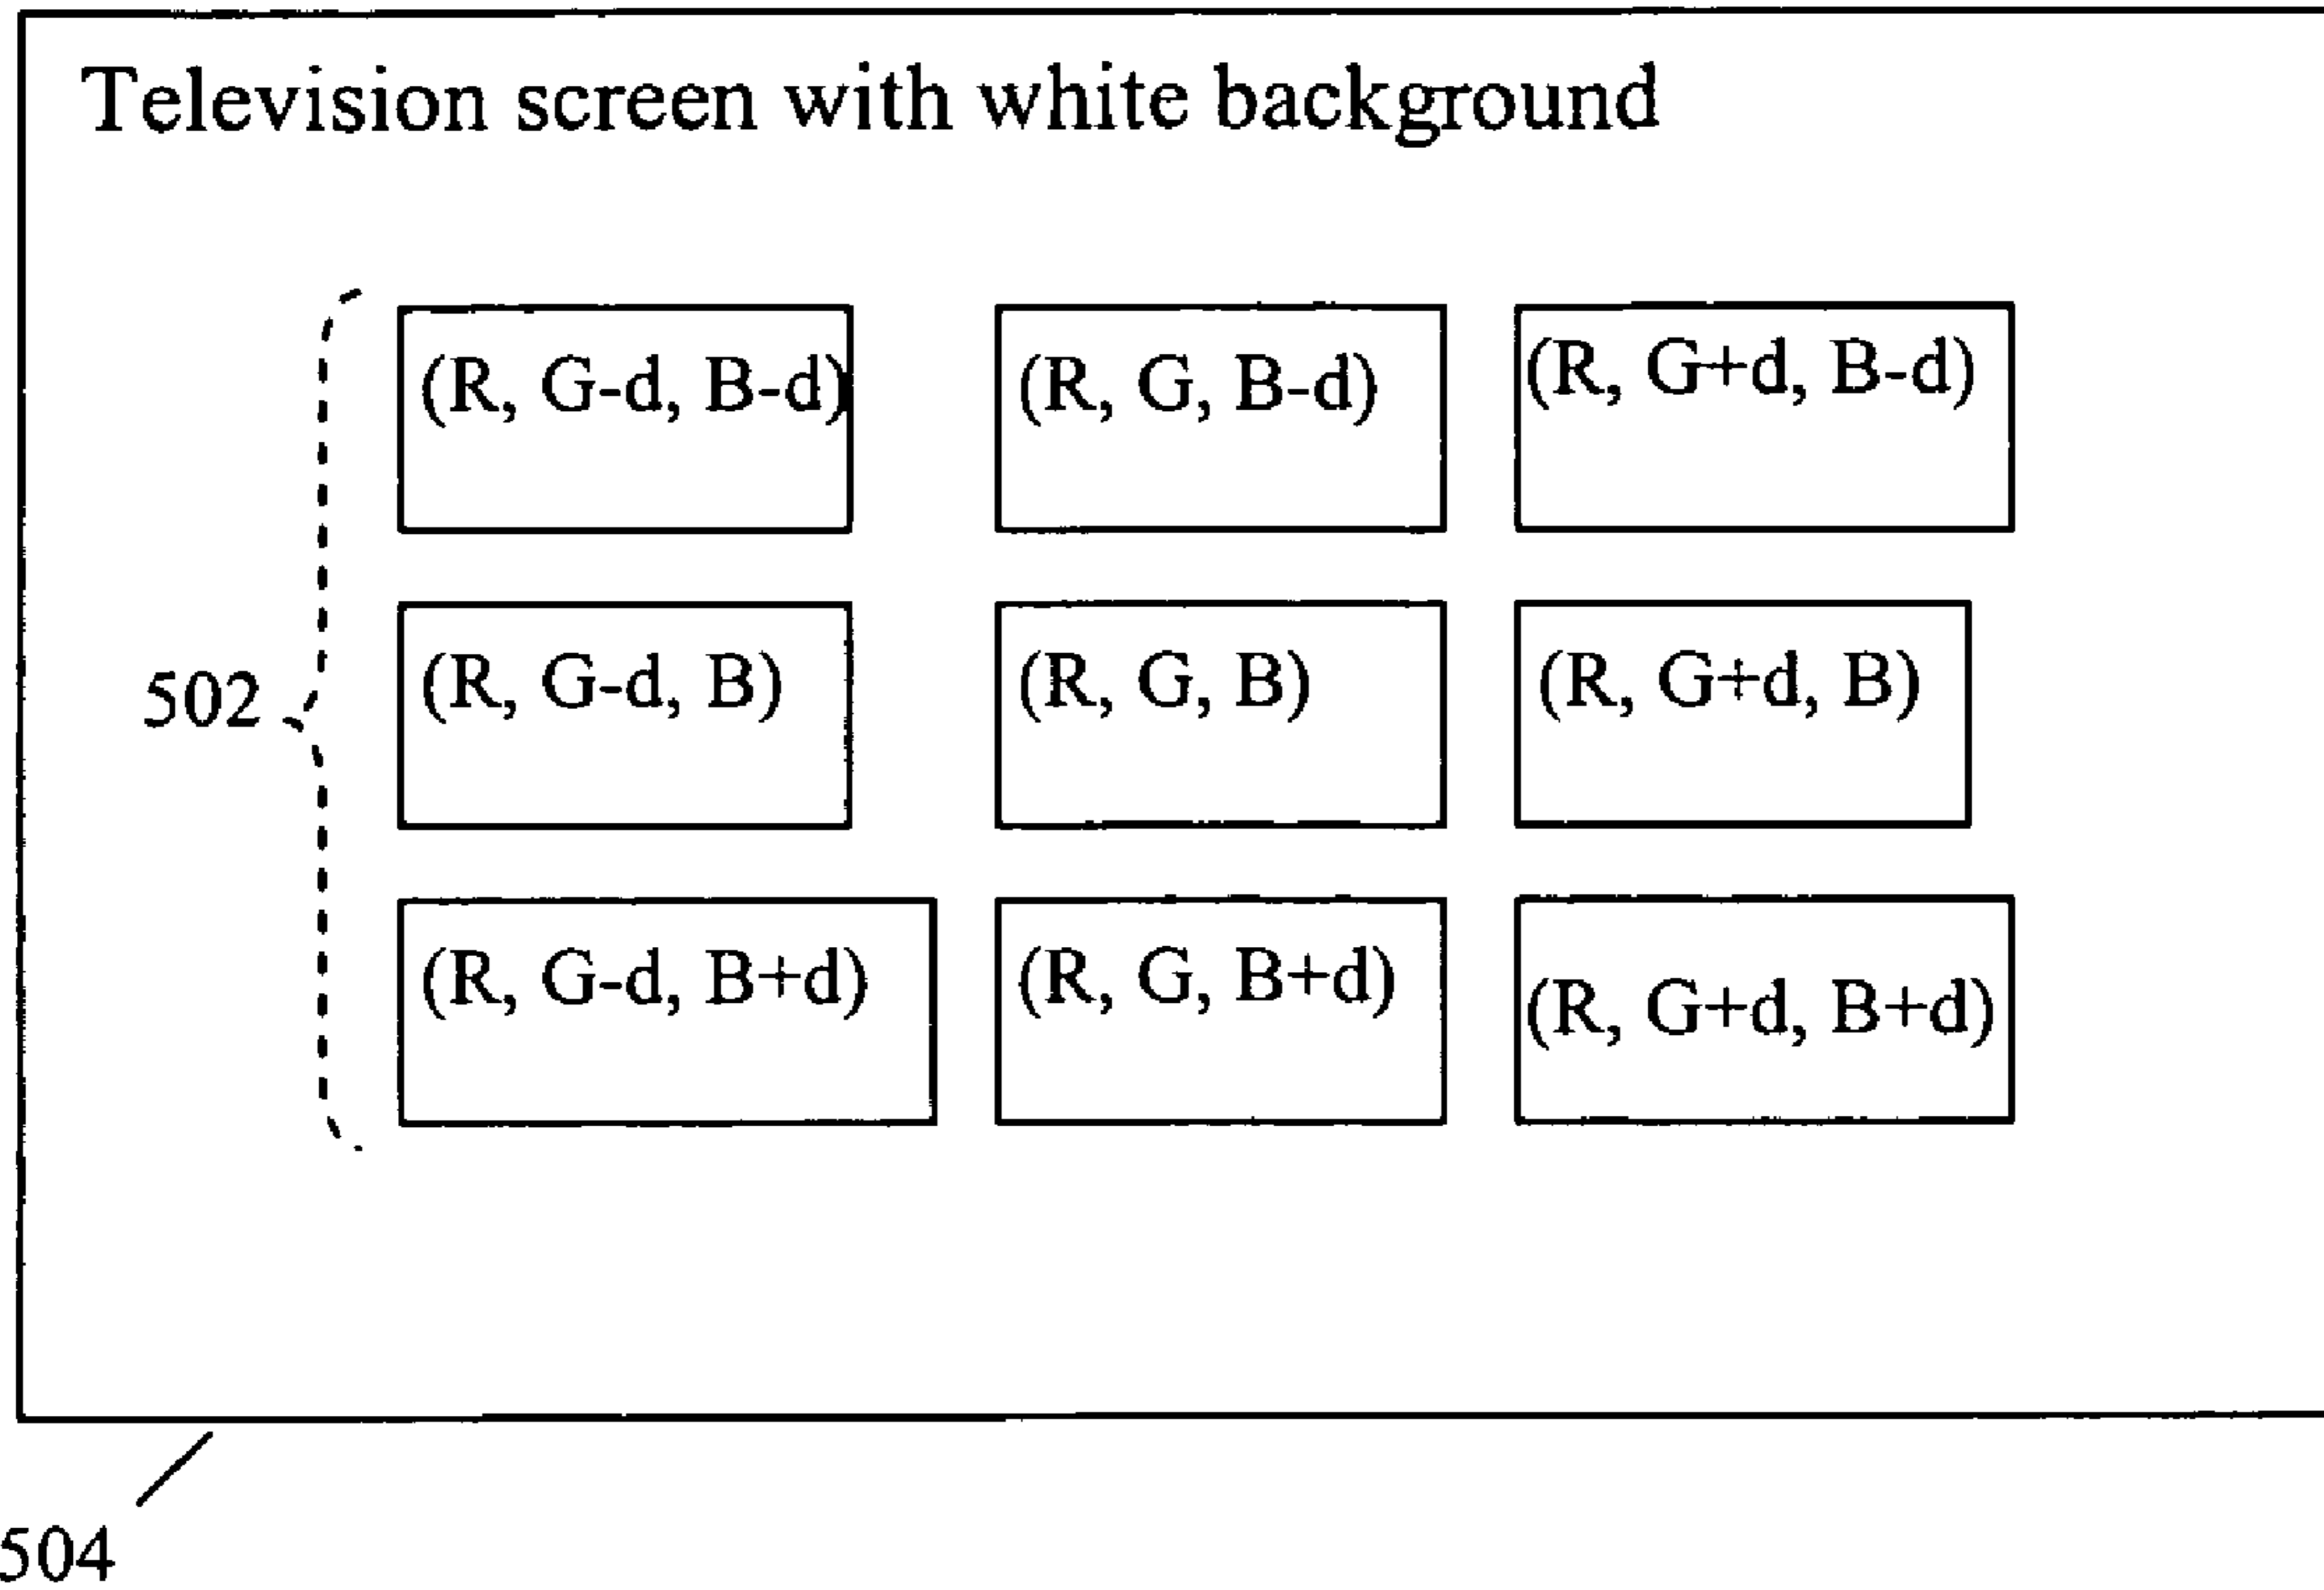 Television screen with white background
(R, G-d, B-d)
(R, G, B-d)
(R, G+d, B-d)
502
(R, G-d, B)
(R, G, B)
(R, G+d, B)
(R, G-d, B+d)
(R, G, B+d)
(R, G+d, B+d)
504